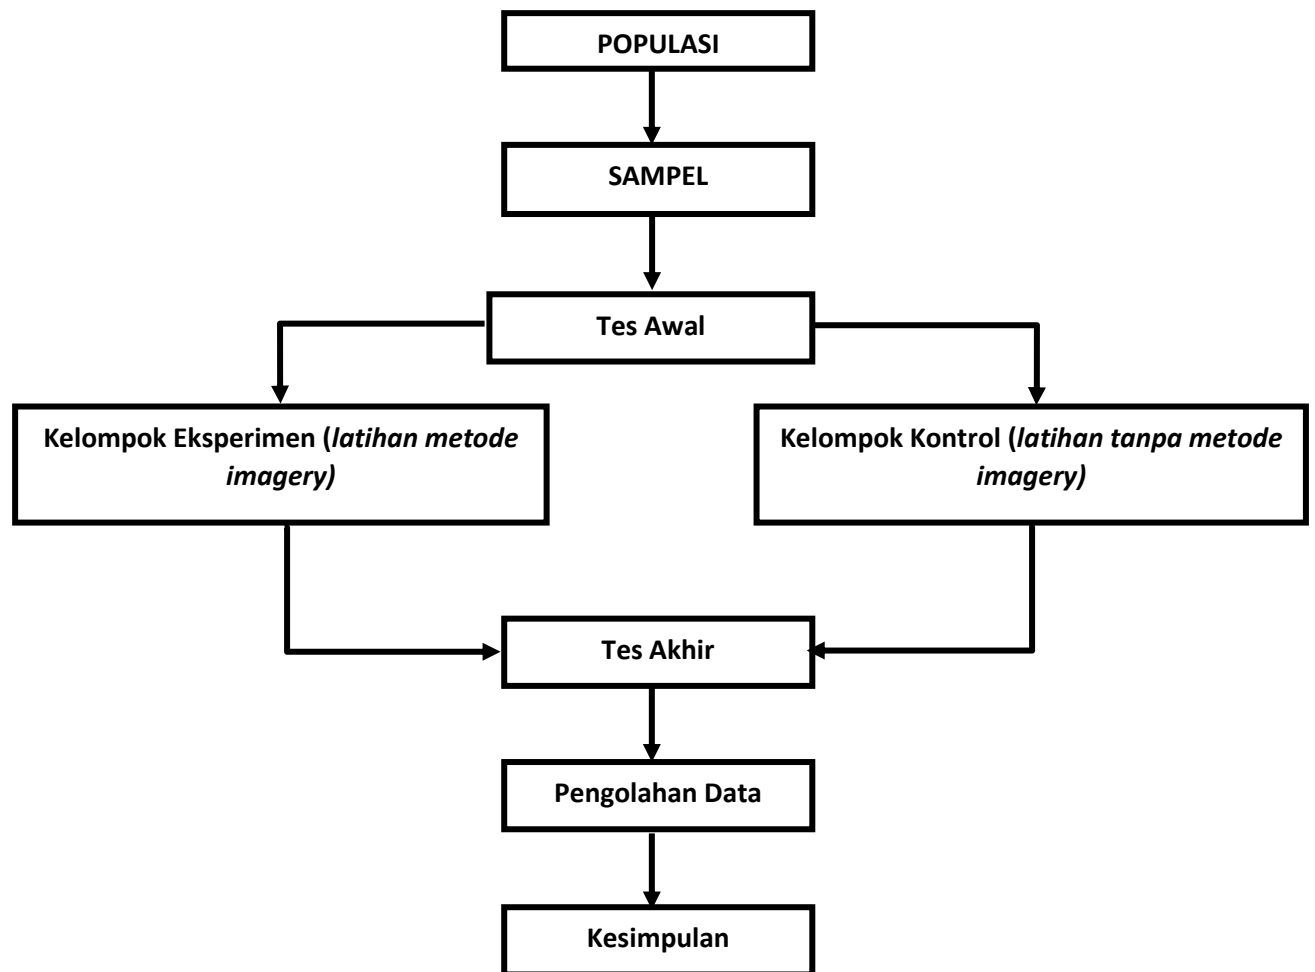 POPULASI
SAMPEL
Tes Awal
Kelompok Eksperimen (latihan metode
imagery)
Kelompok Kontrol (latihan tanpa metode
imagery)
Tes Akhir
Pengolahan Data
Kesimpulan